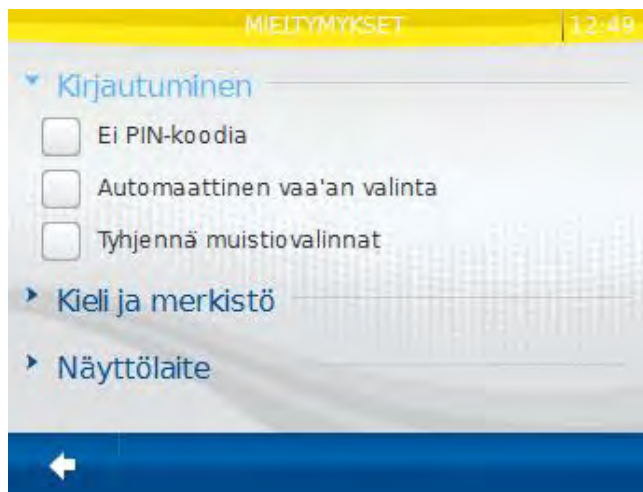 MIELTYMYKSET 12:49
Kirjautuminen
Ei PIN-koodia
Automaattinen vaa'an valinta
Tyhjennä muistiovalinnat
Kieli ja merkistö
Näyttölaite